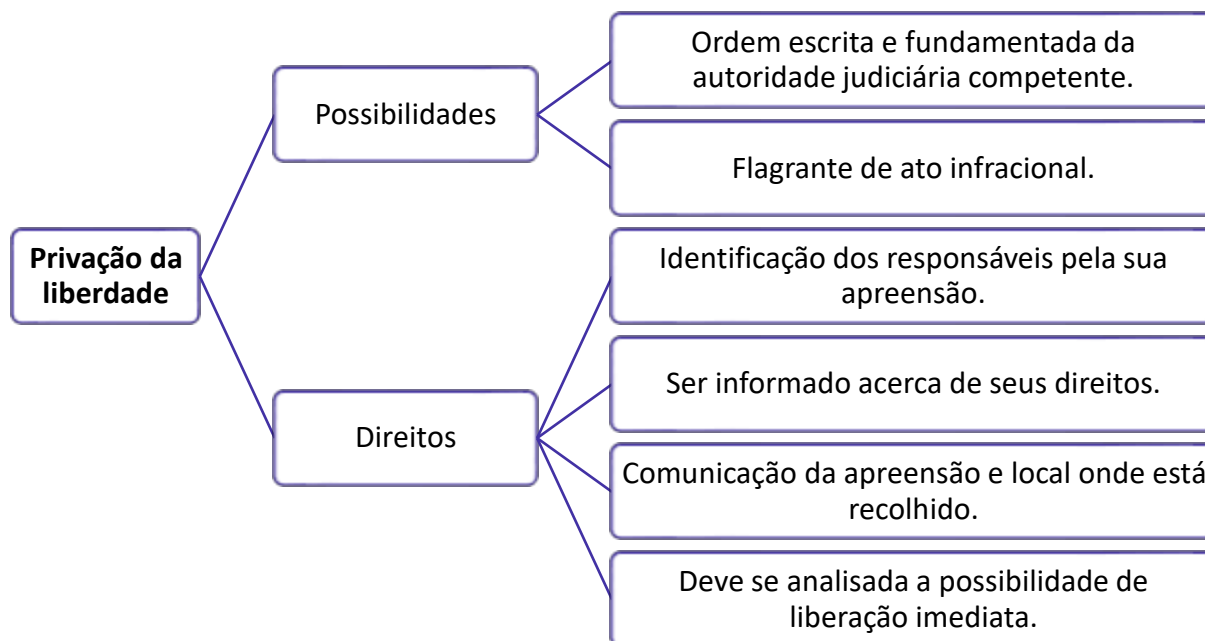 Privação da
liberdade
Possibilidades
Ordem escrita e fundamentada da
autoridade judiciária competente.
Flagrante de ato infracional.
Direitos
Identificação dos responsáveis pela sua
apreensão.
Ser informado acerca de seus direitos.
Comunicação da apreensão e local onde está
recolhido.
Deve se analisada a possibilidade de
liberação imediata.